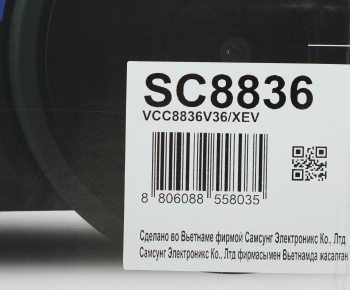 SC8836
VCC8836V36/XEV
8 806088 558035
Сделано во Вьетнаме фирмой Самсунг Электроникс Ко., Лтд
Самсунг Электроникс Ко., Лтд фирмасымен Вьетнамда жасалған